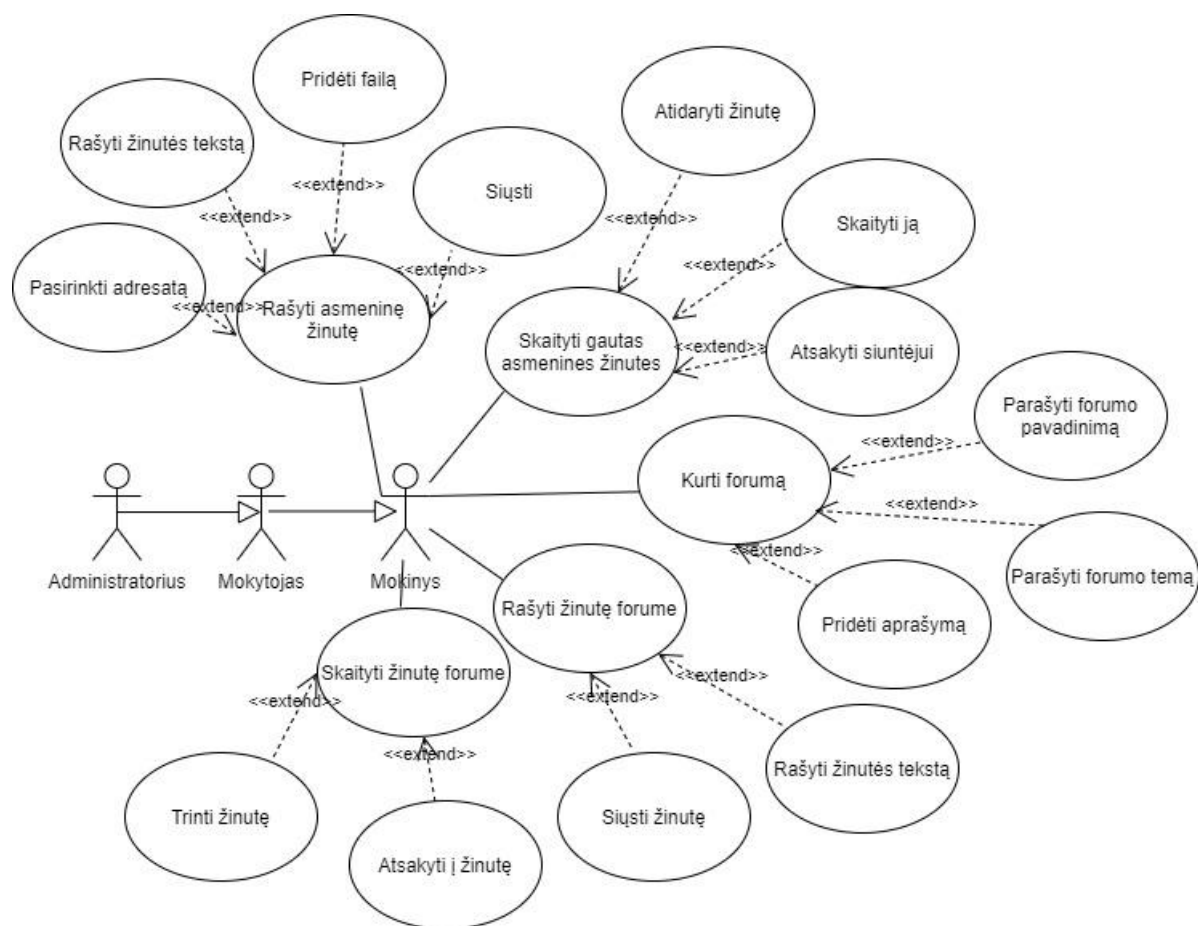 Pridėti failą
Atidaryti žinutę
Rašyti žinutės tekstą
<<extend>>
Siųsti
<<extend>>
<<extend>>
Skaityti ją
Pasirinkti adresatą
<<extend>>
<<extend>>
<<extend>>
Rašyti asmeninę
žinutę
<<extend>>
Skaityti gautas
asmenines žinutes
<<extend>>
Atsakyti siuntėjui
Parašyti forumo
pavadinimą
<<extend>>
Kurti forumą
<<extend>>
<<extend>>
Administratorius
Mokytojas
Mokinys
Parašyti forumo temą
Rašyti žinutę forume
Pridėti aprašymą
Skaityti žinutę forume
<<extend>>
<<extend>>
<<extend>>
<<extend>>
Rašyti žinutės tekstą
Trinti žinutę
Siųsti žinutę
Atsakyti į žinutę